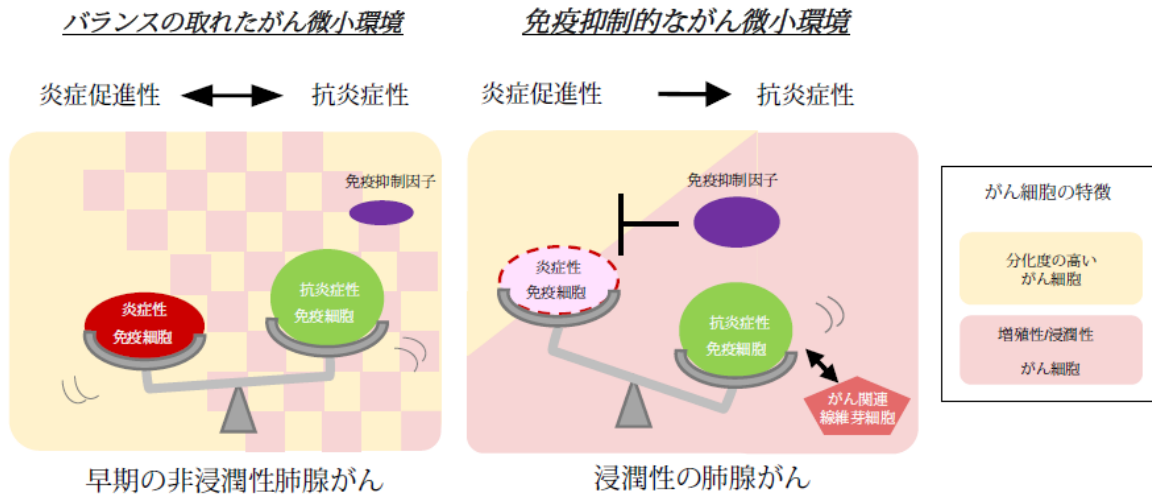 バランスの取れたがん微小環境
炎症促進性
抗炎症性
免疫抑制因子
抗炎症性
免疫細胞
炎症性
免疫細胞
早期の非浸潤性肺腺がん
免疫抑制的ながん微小環境
炎症促進性
抗炎症性
免疫抑制因子
炎症性
免疫細胞
抗炎症性
免疫細胞
がん関連
線維芽細胞
浸潤性の肺腺がん
がん細胞の特徴
分化度の高い
がん細胞
増殖性/浸潤性
がん細胞